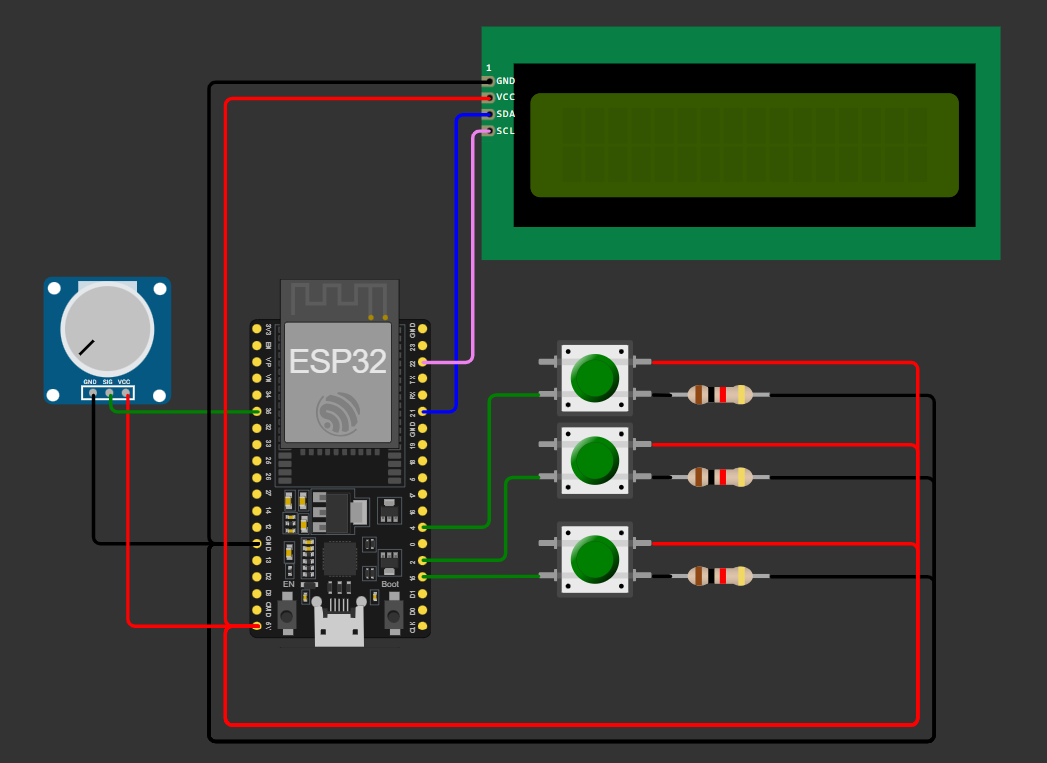 1
GND
VCC
SDA
SCL
GND SIG VCC
ESP32
3V3
EN
VP
VN
34
35
32
33
25
26
27
14
12
GND
13
D2
D3
CMD
5V
GND
23
22
TX
RX
21
GND
19
18
5
17
16
4
0
2
15
D1
D0
CLK
EN
Boot